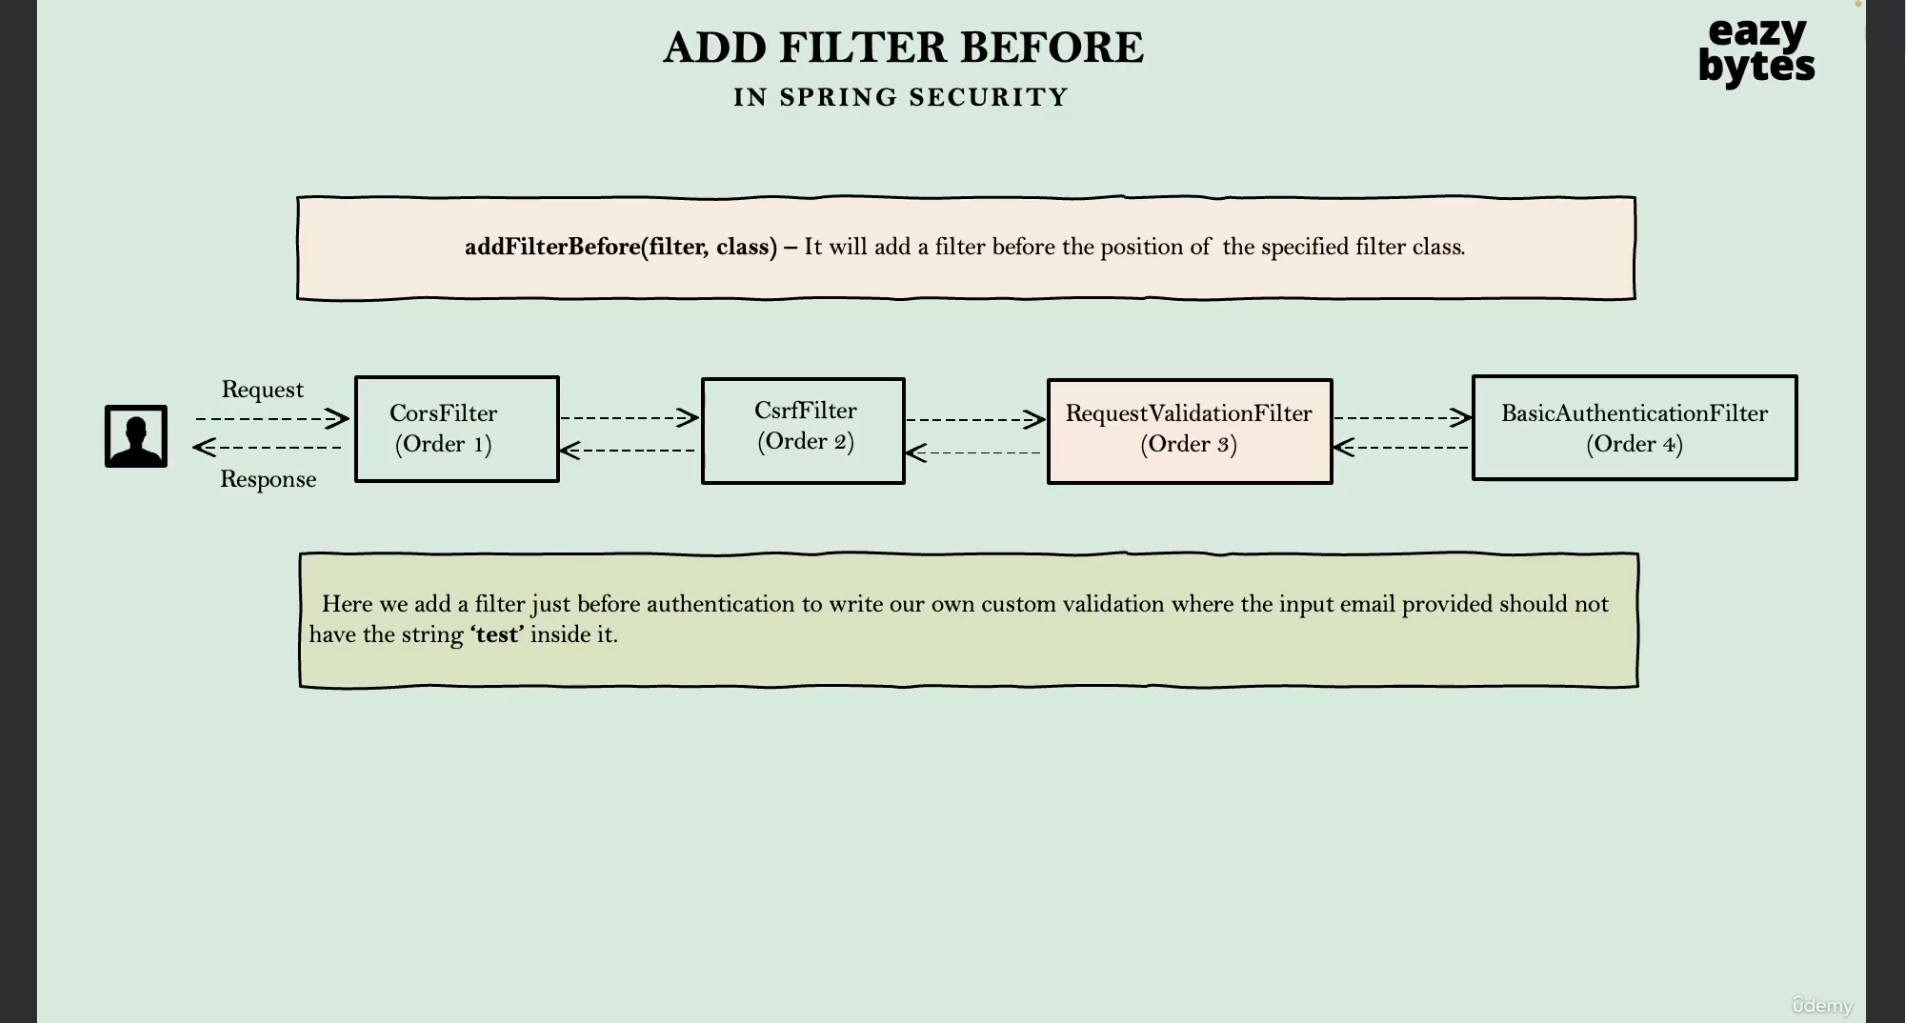 ADD FILTER BEFORE
IN SPRING SECURITY
eazy
bytes
addFilterBefore(filter, class) – It will add a filter before the position of the specified filter class.
Request
Response
CorsFilter
(Order 1)
CsrfFilter
(Order 2)
RequestValidationFilter
(Order 3)
BasicAuthenticationFilter
(Order 4)
Here we add a filter just before authentication to write our own custom validation where the input email provided should not
have the string ‘test’ inside it.
ûdemy